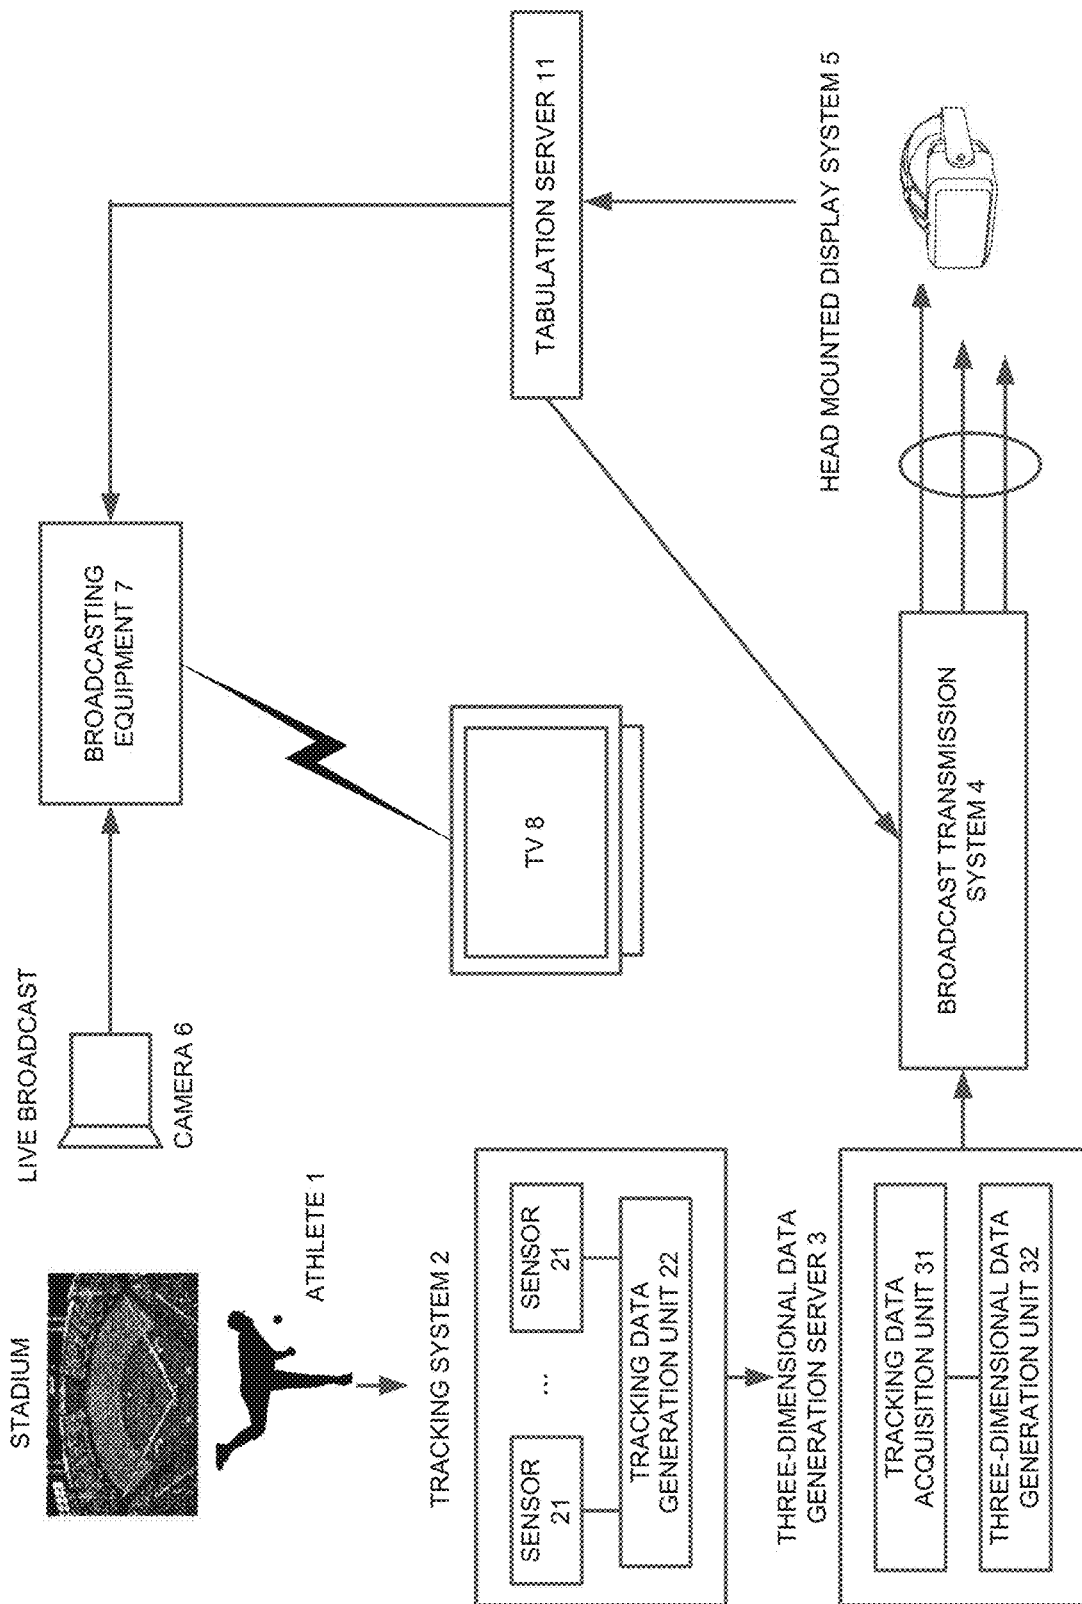 STADIUM
LIVE BROADCAST
CAMERA 6
BROADCASTING
EQUIPMENT 7
ATHLETE 1
TV 8
TABULATION SERVER 11
TRACKING SYSTEM 2
SENSOR
21
...
SENSOR
21
TRACKING DATA
GENERATION UNIT 22
THREE-DIMENSIONAL DATA
GENERATION SERVER 3
TRACKING DATA
ACQUISITION UNIT 31
THREE-DIMENSIONAL DATA
GENERATION UNIT 32
BROADCAST TRANSMISSION
SYSTEM 4
HEAD MOUNTED DISPLAY SYSTEM 5